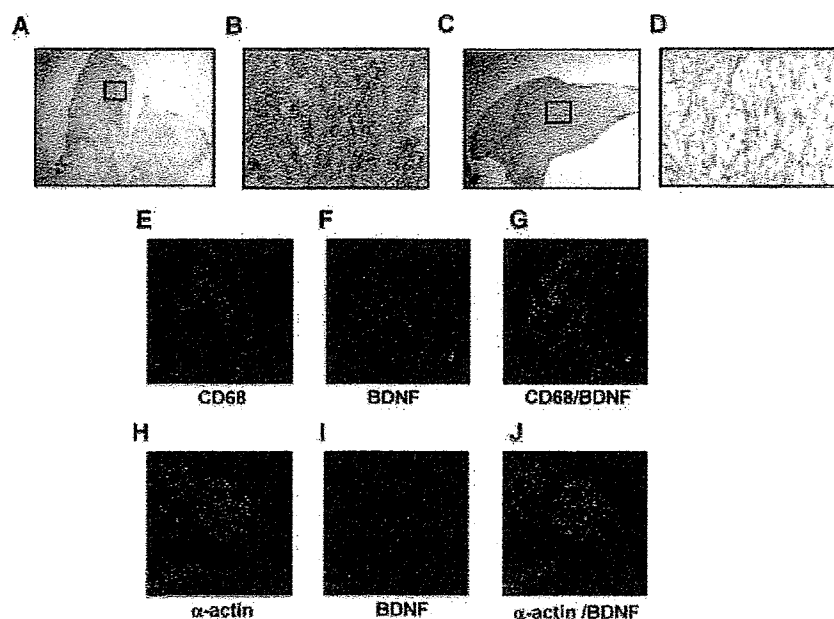 A B C D
E F G
CD68 BDNF CD68/BDNF
H I J
α-actin BDNF α-actin /BDNF